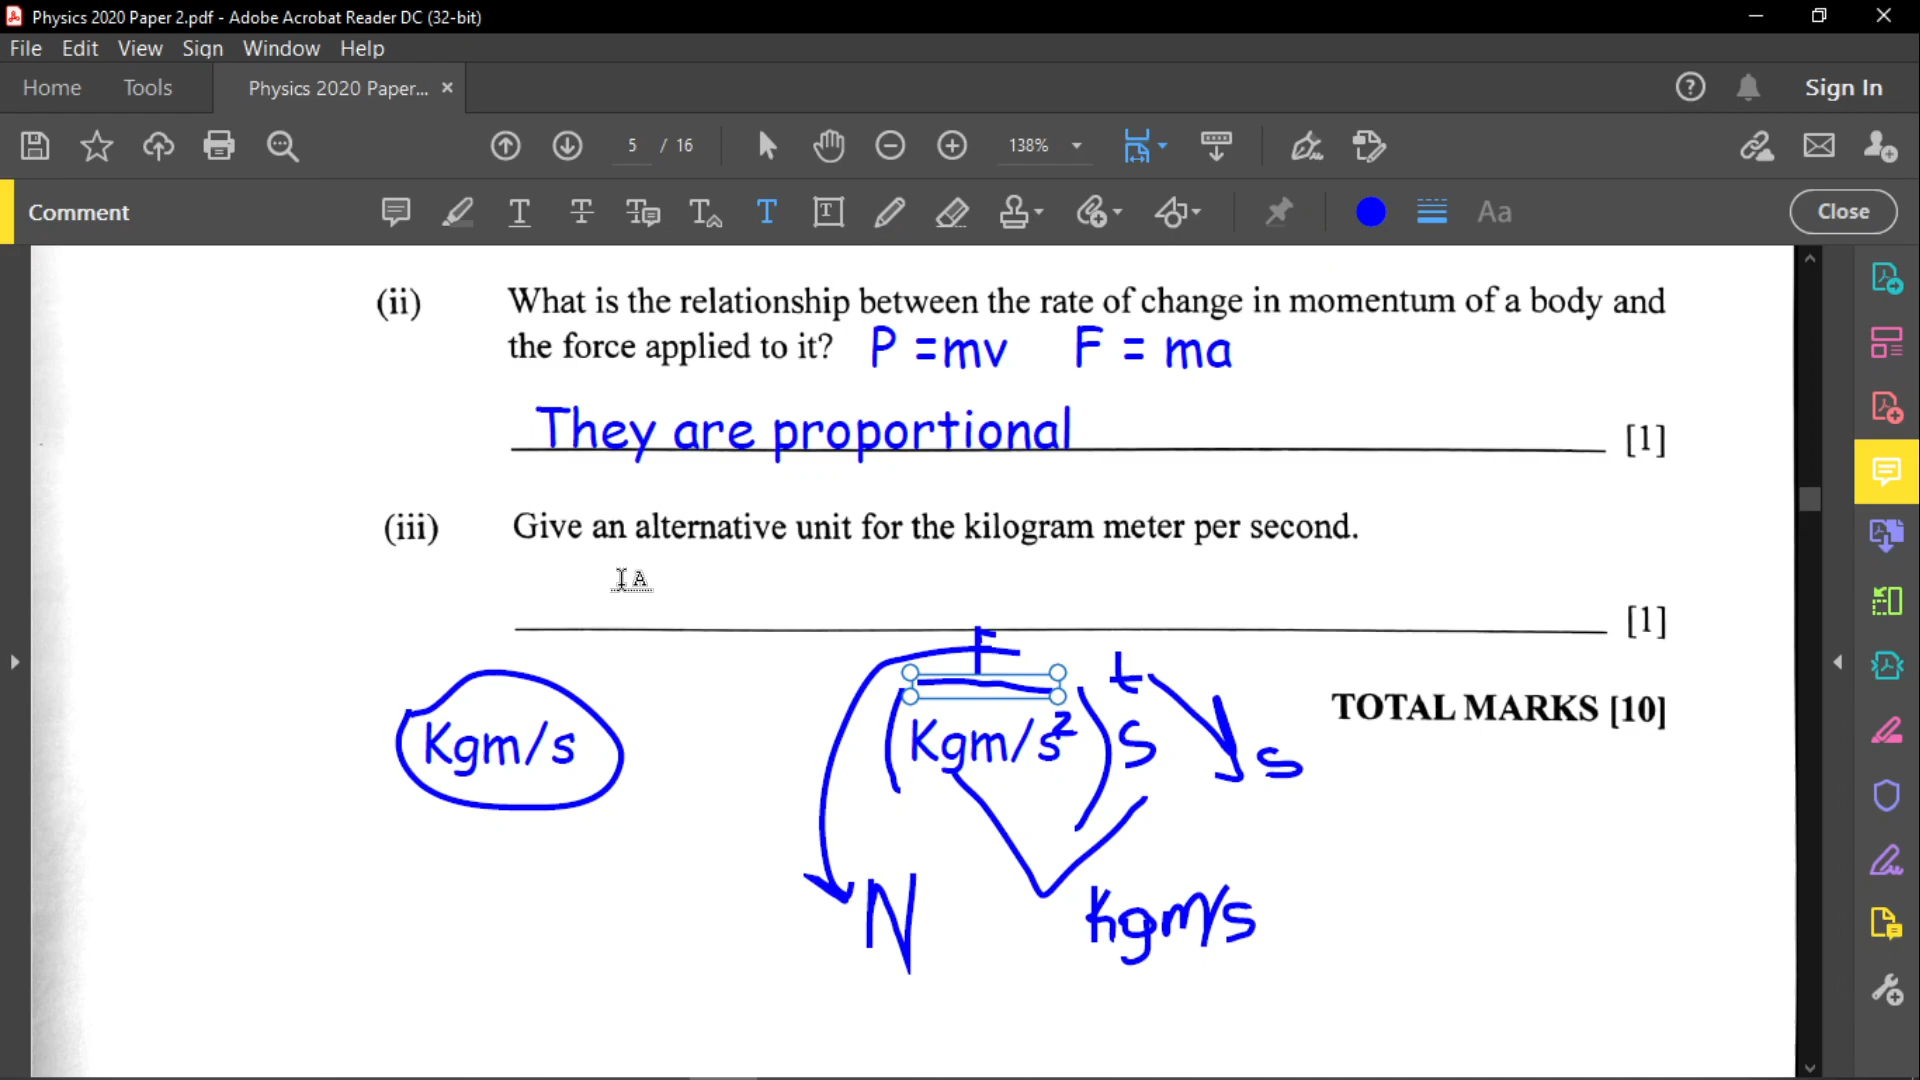 Physics 2020 Paper 2.pdf - Adobe Acrobat Reader DC (32-bit)
File Edit View Sign Window Help
Home Tools Physics 2020 Paper... × Sign In
5 / 16 138%
Comment Aa Close
(ii) What is the relationship between the rate of change in momentum of a body and
the force applied to it? P =mv F = ma
They are proportional [1]
(iii) Give an alternative unit for the kilogram meter per second.
[1]
F t
TOTAL MARKS [10]
Kgm/s (Kgm/s²) S s
N Kgm/s